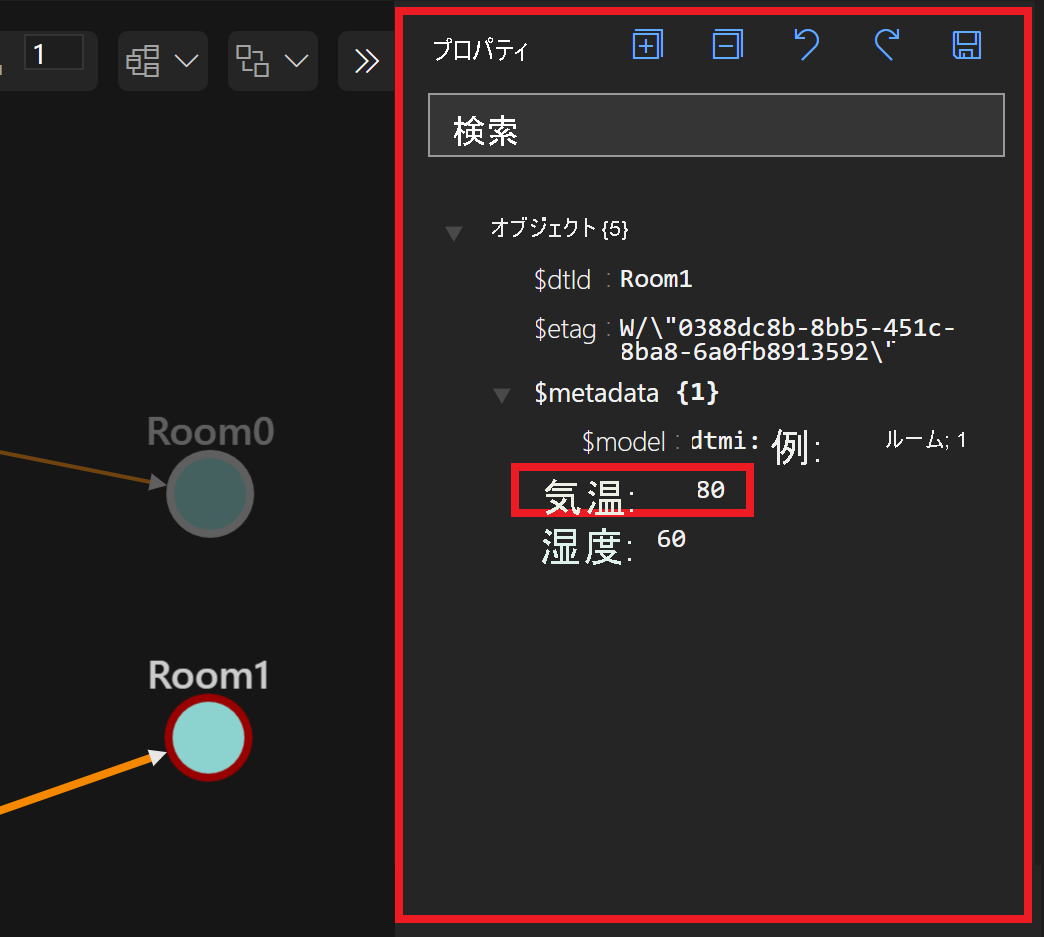 1
プロパティ
検索
オブジェクト {5}
$dtId : Room1
$etag : W/\"0388dc8b-8bb5-451c-
8ba8-6a0fb8913592\"
$metadata {1}
$model : dtmi: 例: ルーム; 1
気温: 80
湿度: 60
Room0
Room1